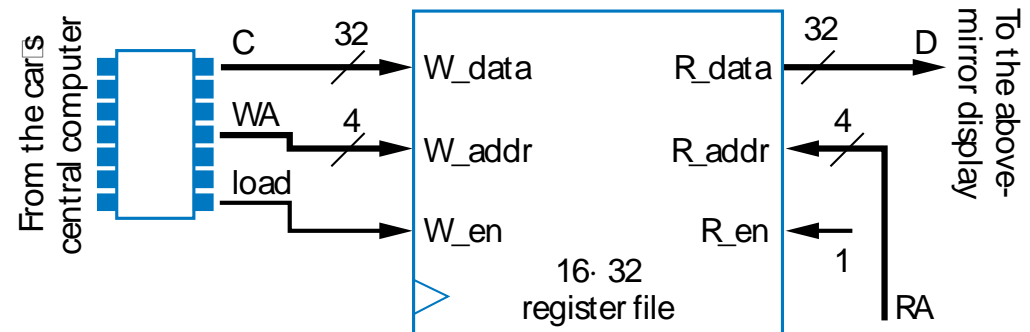 From the car's
central computer
C
32
WA
4
load
W_data
W_addr
W_en
16· 32
register file
R_data
R_addr
R_en
32
D
4
1
RA
To the above-
mirror display